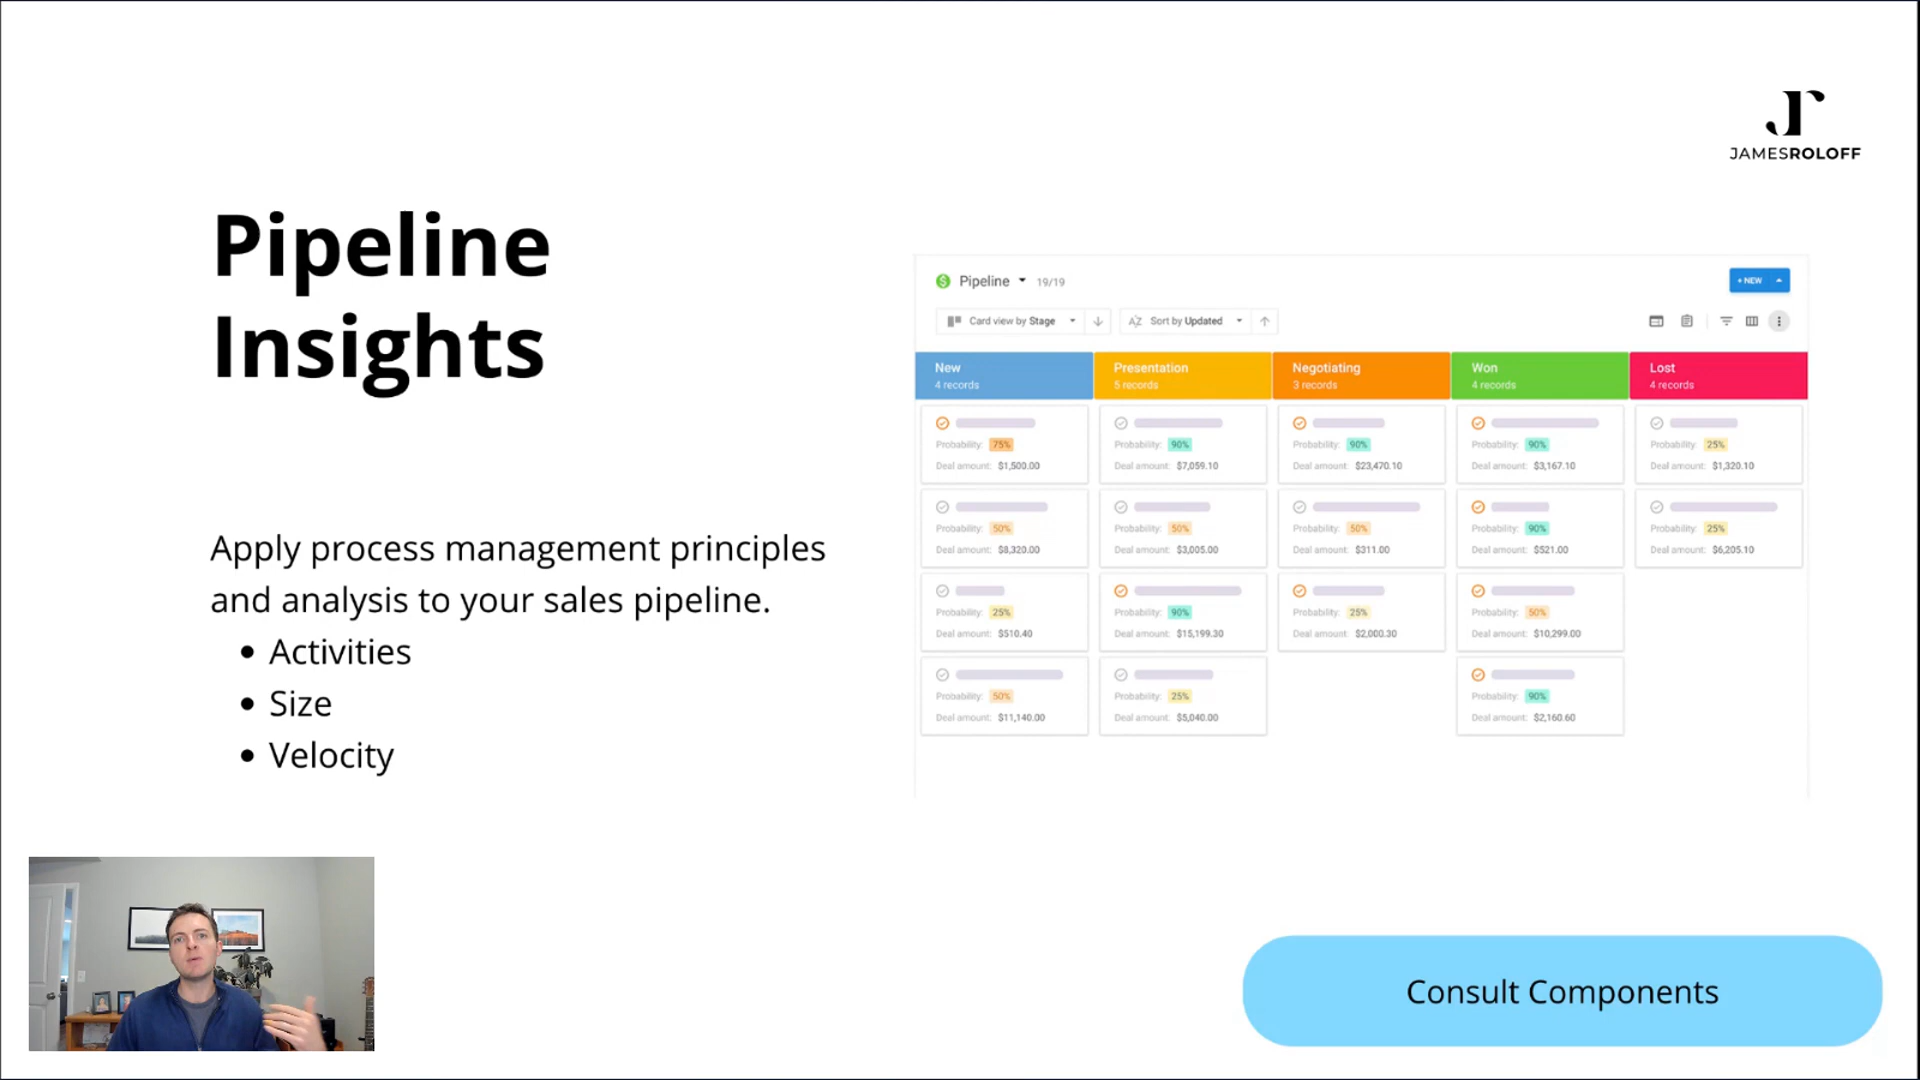 JAMESROLOFF
Pipeline
Insights
Apply process management principles
and analysis to your sales pipeline.
• Activities
• Size
• Velocity
Pipeline 19/19
+ NEW
Card view by Stage
Sort by Updated
New
4 records
Probability: 75%
Deal amount: $1,500.00
Probability: 50%
Deal amount: $8,320.00
Probability: 25%
Deal amount: $510.40
Probability: 50%
Deal amount: $11,140.00
Presentation
5 records
Probability: 90%
Deal amount: $7,059.10
Probability: 50%
Deal amount: $3,005.00
Probability: 90%
Deal amount: $15,199.30
Probability: 25%
Deal amount: $5,040.00
Negotiating
3 records
Probability: 90%
Deal amount: $23,470.10
Probability: 50%
Deal amount: $311.00
Probability: 25%
Deal amount: $2,000.30
Won
4 records
Probability: 90%
Deal amount: $3,167.10
Probability: 90%
Deal amount: $521.00
Probability: 50%
Deal amount: $10,299.00
Probability: 90%
Deal amount: $2,160.60
Lost
4 records
Probability: 25%
Deal amount: $1,320.10
Probability: 25%
Deal amount: $6,205.10
Consult Components